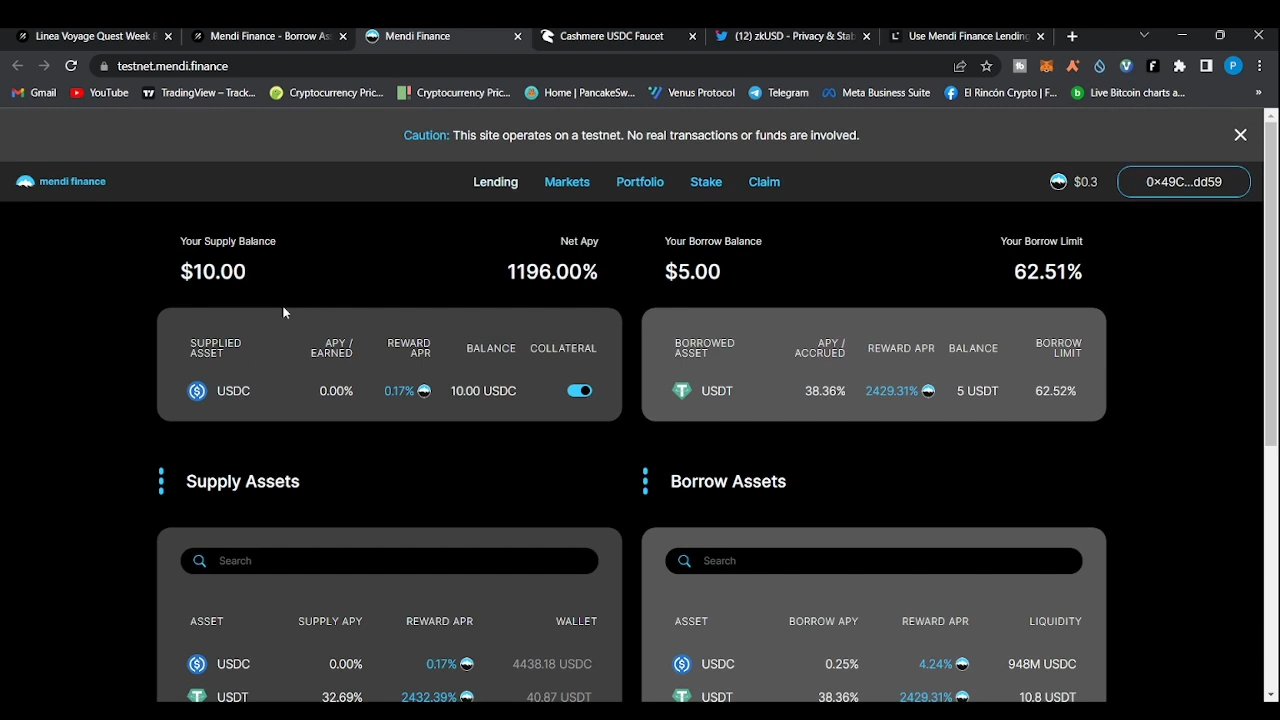 Linea Voyage Quest Week
Mendi Finance - Borrow As
Mendi Finance
Cashmere USDC Faucet
(12) zkUSD - Privacy & Stab
Use Mendi Finance Lending
testnet.mendi.finance
Gmail
YouTube
TradingView – Track...
Cryptocurrency Pric...
Cryptocurrency Pric...
Home | PancakeSw...
Venus Protocol
Telegram
Meta Business Suite
El Rincón Crypto | F...
Live Bitcoin charts a...
Caution: This site operates on a testnet. No real transactions or funds are involved.
mendi finance
Lending Markets Portfolio Stake Claim
$0.3
0×49C...dd59
Your Supply Balance Net Apy
$10.00 1196.00%
Your Borrow Balance Your Borrow Limit
$5.00 62.51%
SUPPLIED ASSET APY / EARNED REWARD APR BALANCE COLLATERAL
USDC 0.00% 0.17% 10.00 USDC
BORROWED ASSET APY / ACCRUED REWARD APR BALANCE BORROW LIMIT
USDT 38.36% 2429.31% 5 USDT 62.52%
Supply Assets
Search
ASSET SUPPLY APY REWARD APR WALLET
USDC 0.00% 0.17% 4438.18 USDC
USDT 32.69% 2432.39% 40.87 USDT
Borrow Assets
Search
ASSET BORROW APY REWARD APR LIQUIDITY
USDC 0.25% 4.24% 948M USDC
USDT 38.36% 2429.31% 10.8 USDT